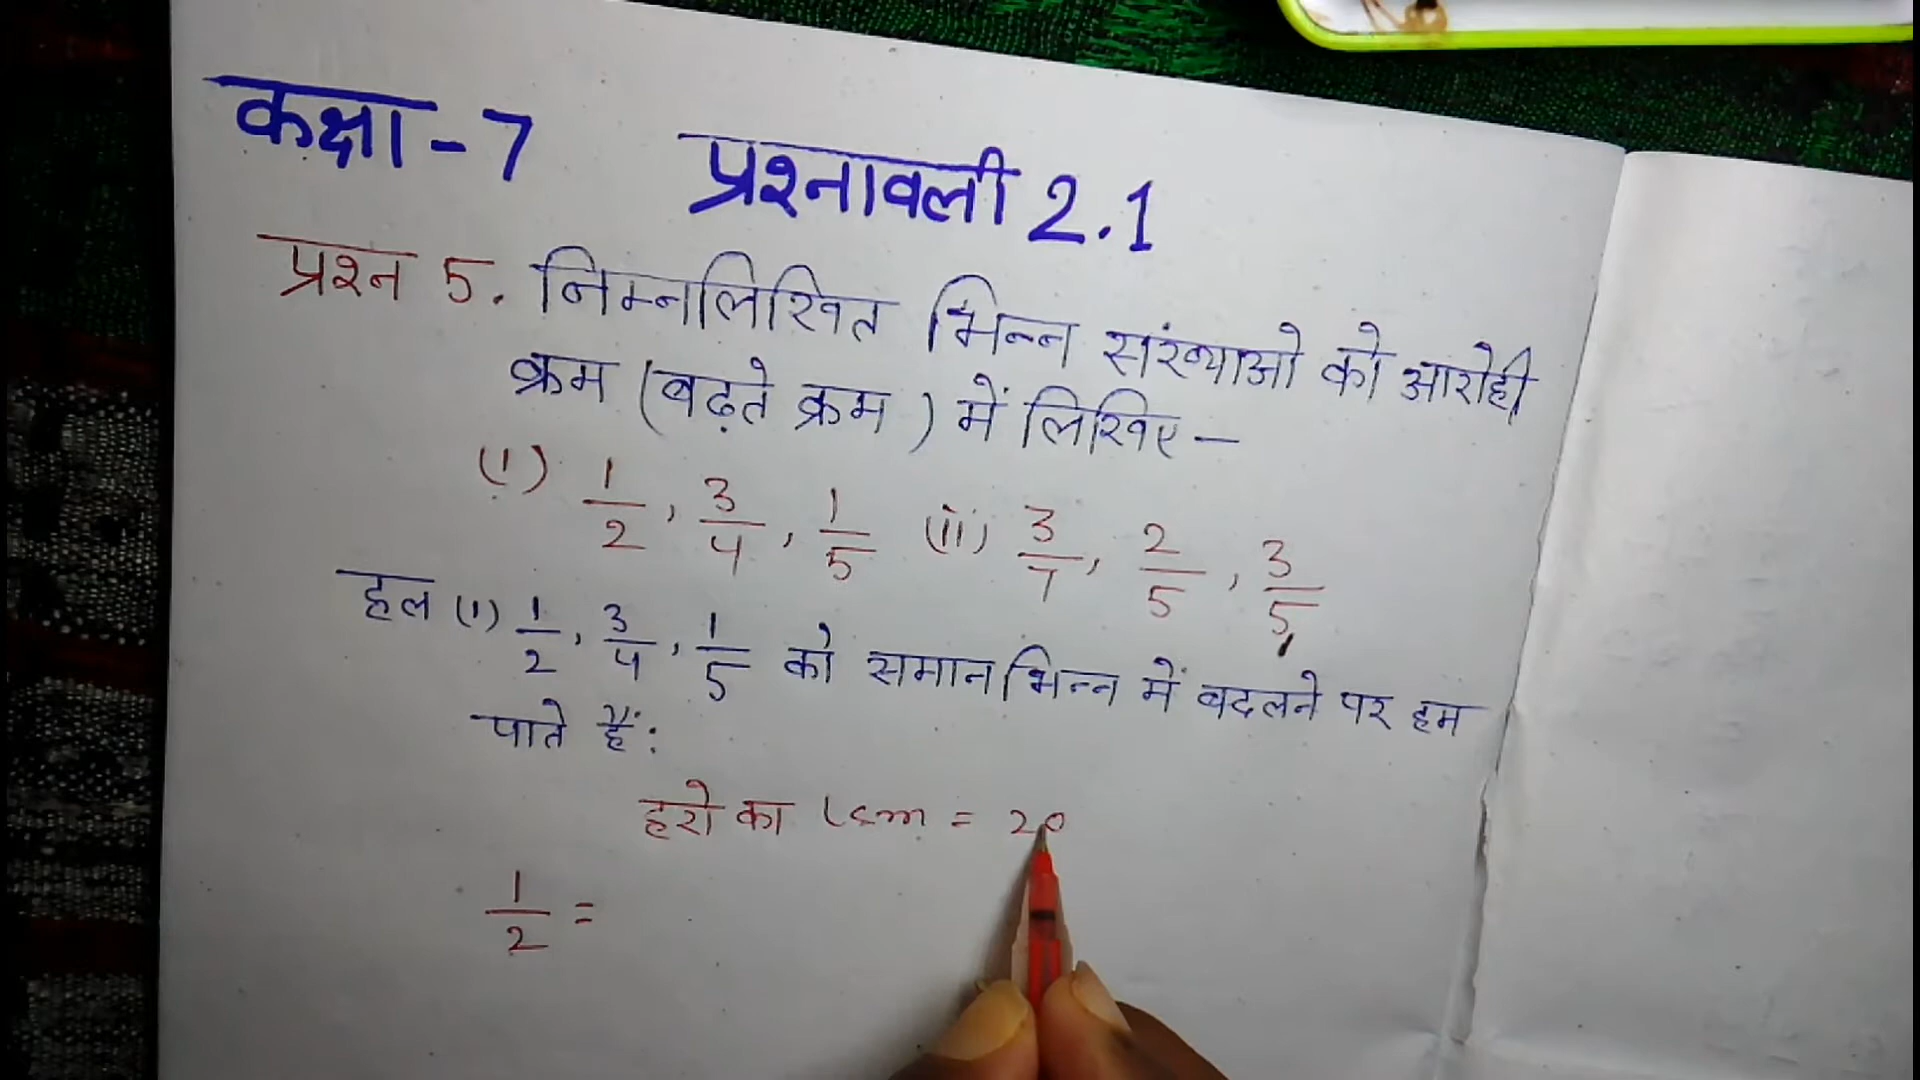 कक्षा - 7 प्रश्नावली 2.1
प्रश्न 5. निम्नलिखित भिन्न संख्याओ को आरोही
क्रम (बढ़ते क्रम) में लिखिए -
(i) 1/2, 3/4, 1/5 (ii) 3/7, 2/5, 3/5
हल (i) 1/2, 3/4, 1/5 को समान भिन्न में बदलने पर हम
पाते हैं:
हरो का Lcm = 20
1/2 =